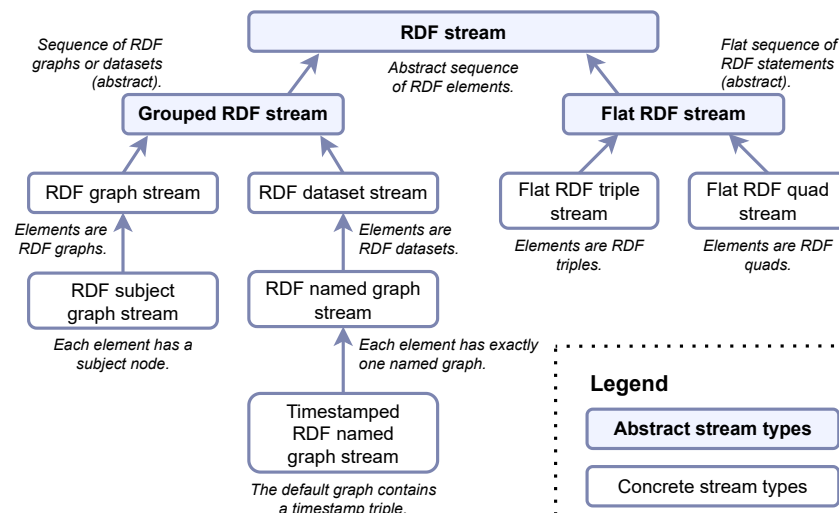 RDF stream
Sequence of RDF
graphs or datasets
(abstract).
Abstract sequence
of RDF elements.
Flat sequence of
RDF statements
(abstract).
Grouped RDF stream
Flat RDF stream
RDF graph stream
RDF dataset stream
Flat RDF triple
stream
Flat RDF quad
stream
Elements are
RDF graphs.
Elements are
RDF datasets.
Elements are RDF
triples.
Elements are RDF
quads.
RDF subject
graph stream
RDF named graph
stream
Each element has a
subject node.
Each element has exactly
one named graph.
Timestamped
RDF named
graph stream
The default graph contains
a timestamp triple.
Legend
Abstract stream types
Concrete stream types